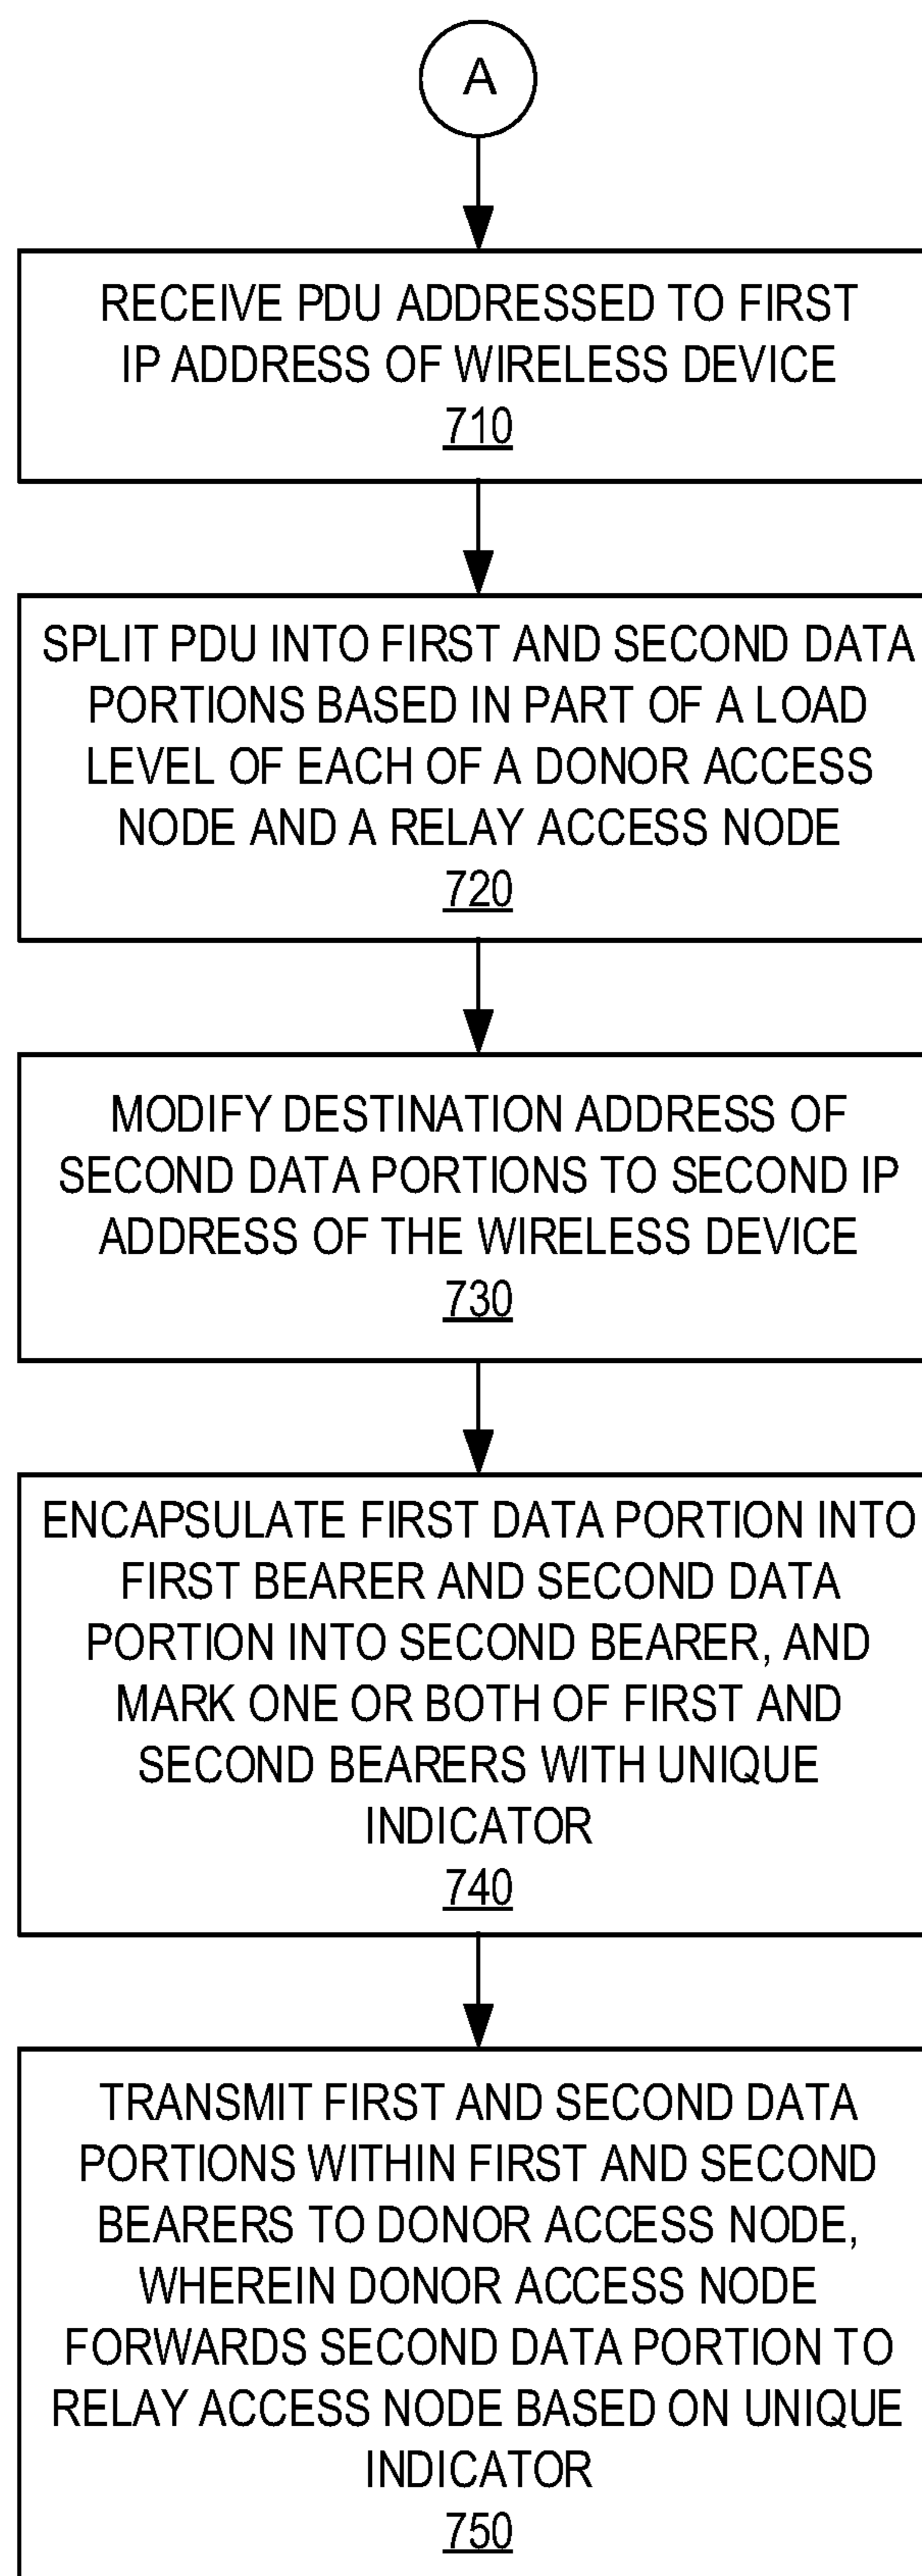 A
RECEIVE PDU ADDRESSED TO FIRST
IP ADDRESS OF WIRELESS DEVICE
710
SPLIT PDU INTO FIRST AND SECOND DATA
PORTIONS BASED IN PART OF A LOAD
LEVEL OF EACH OF A DONOR ACCESS
NODE AND A RELAY ACCESS NODE
720
MODIFY DESTINATION ADDRESS OF
SECOND DATA PORTIONS TO SECOND IP
ADDRESS OF THE WIRELESS DEVICE
730
ENCAPSULATE FIRST DATA PORTION INTO
FIRST BEARER AND SECOND DATA
PORTION INTO SECOND BEARER, AND
MARK ONE OR BOTH OF FIRST AND
SECOND BEARERS WITH UNIQUE
INDICATOR
740
TRANSMIT FIRST AND SECOND DATA
PORTIONS WITHIN FIRST AND SECOND
BEARERS TO DONOR ACCESS NODE,
WHEREIN DONOR ACCESS NODE
FORWARDS SECOND DATA PORTION TO
RELAY ACCESS NODE BASED ON UNIQUE
INDICATOR
750